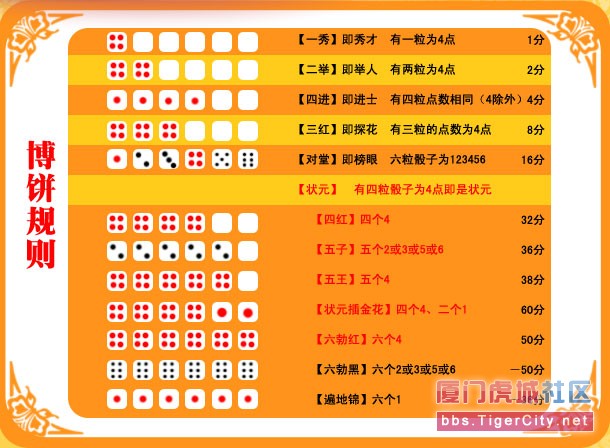 博饼规则
【一秀】即秀才 有一粒为4点 1分
【二举】即举人 有两粒为4点 2分
【四进】即进士 有四粒点数相同（4除外）4分
【三红】即探花 有三粒的点数为4点 8分
【对堂】即榜眼 六粒骰子为123456 16分
【状元】 有四粒骰子为4点即是状元
【四红】四个4 32分
【五子】五个2或3或5或6 36分
【五王】五个4 38分
【状元插金花】四个4、二个1 60分
【六勃红】六个4 50分
【六勃黑】六个2或3或5或6 －50分
【遍地锦】六个1
厦门虎城社区
bbs.TigerCity.net